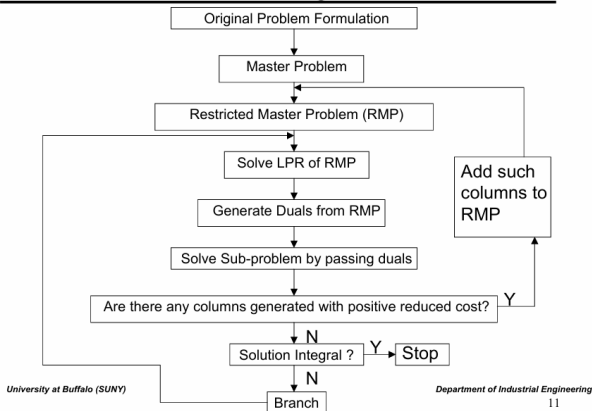 Original Problem Formulation
Master Problem
Restricted Master Problem (RMP)
Solve LPR of RMP
Add such
columns to
RMP
Generate Duals from RMP
Solve Sub-problem by passing duals
Are there any columns generated with positive reduced cost?
Y
N
Solution Integral ?
Y
Stop
N
Branch
University at Buffalo (SUNY)
Department of Industrial Engineering
11